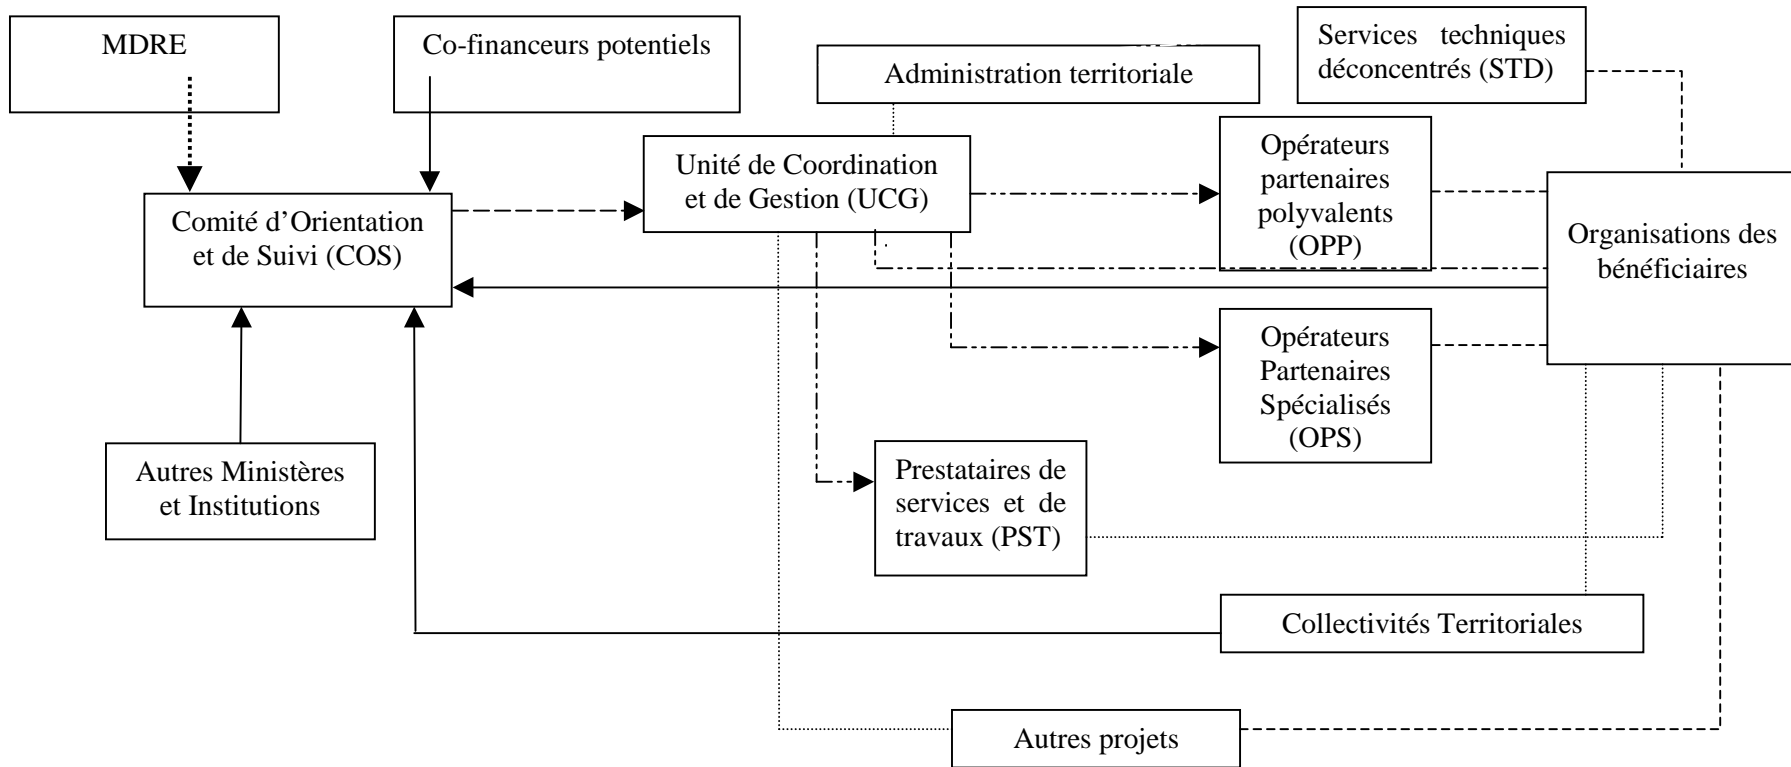 MDRE
Co-financeurs potentiels
Administration territoriale
Services techniques
déconcentrés (STD)
Unité de Coordination
et de Gestion (UCG)
Opérateurs
partenaires
polyvalents
(OPP)
Comité d’Orientation
et de Suivi (COS)
Organisations des
bénéficiaires
Opérateurs
Partenaires
Spécialisés
(OPS)
Autres Ministères
et Institutions
Prestataires de
services et de
travaux (PST)
Collectivités Territoriales
Autres projets